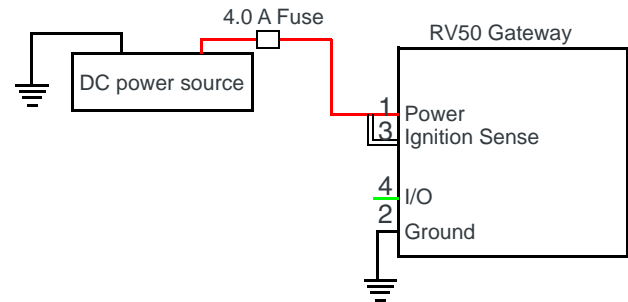 4.0 A Fuse
RV50 Gateway
DC power source
1 Power
3 Ignition Sense
4 I/O
2 Ground